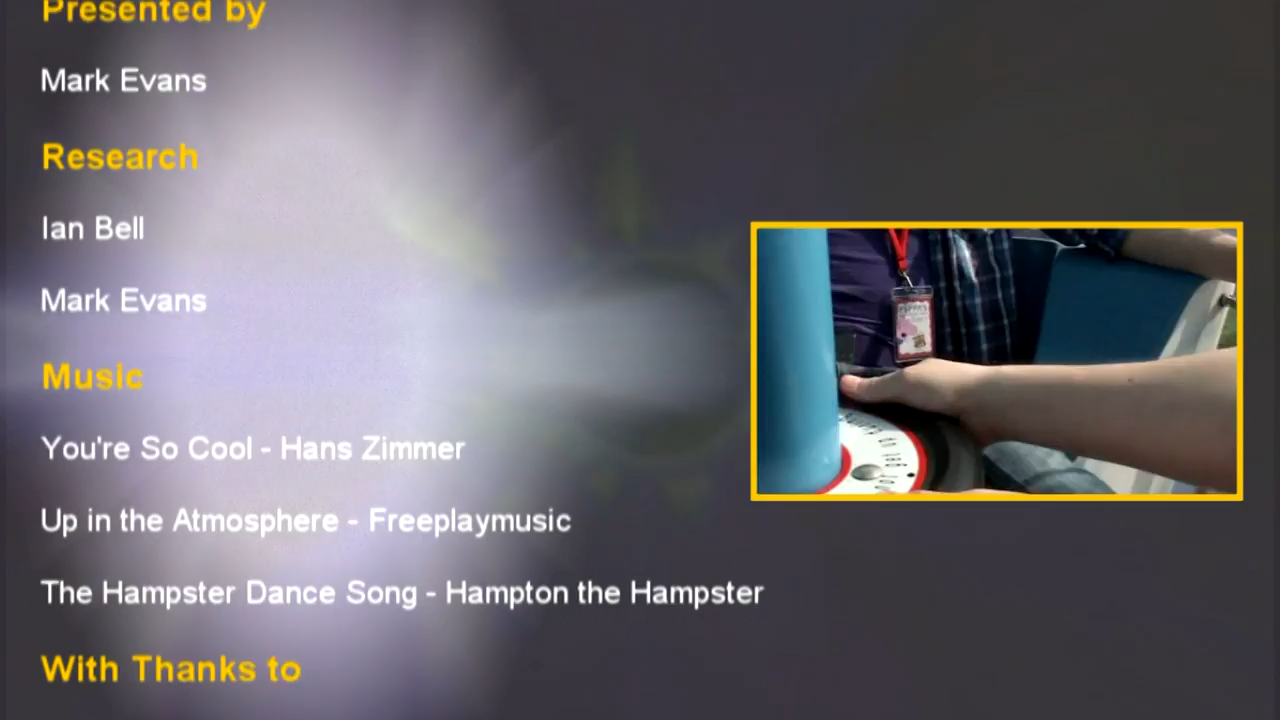 Presented by
Mark Evans
Research
Ian Bell
Mark Evans
Music
You're So Cool - Hans Zimmer
Up in the Atmosphere - Freeplaymusic
The Hampster Dance Song - Hampton the Hampster
With Thanks to